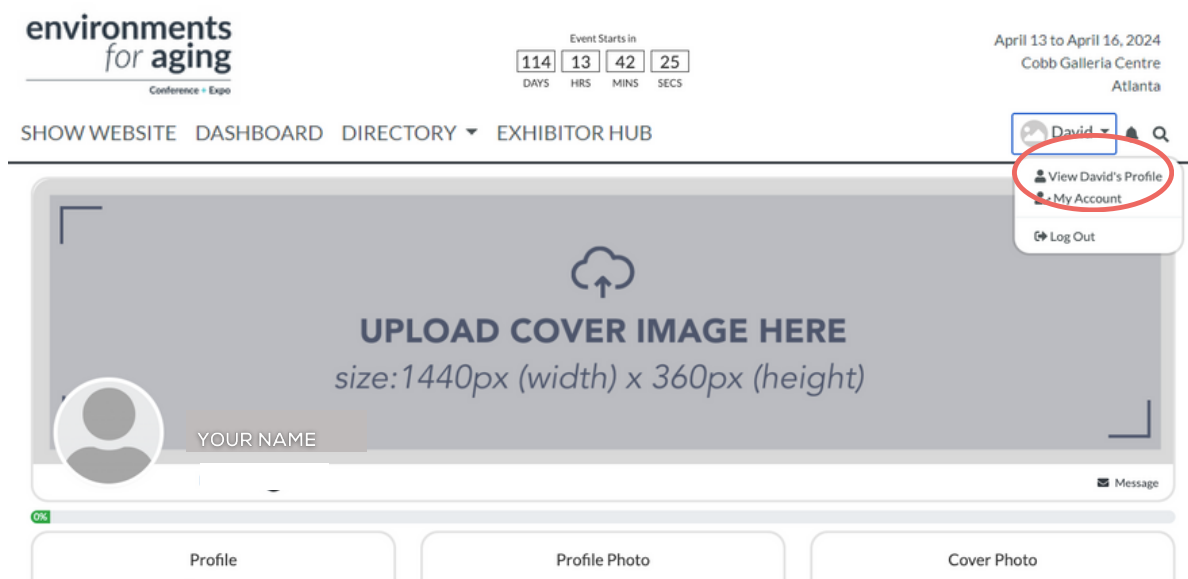 environments
for aging
Conference + Expo
Event Starts in
114 13 42 25
DAYS HRS MINS SECS
April 13 to April 16, 2024
Cobb Galleria Centre
Atlanta
SHOW WEBSITE DASHBOARD DIRECTORY EXHIBITOR HUB
David
View David's Profile
My Account
Log Out
UPLOAD COVER IMAGE HERE
size:1440px (width) x 360px (height)
YOUR NAME
Message
0%
Profile
Profile Photo
Cover Photo